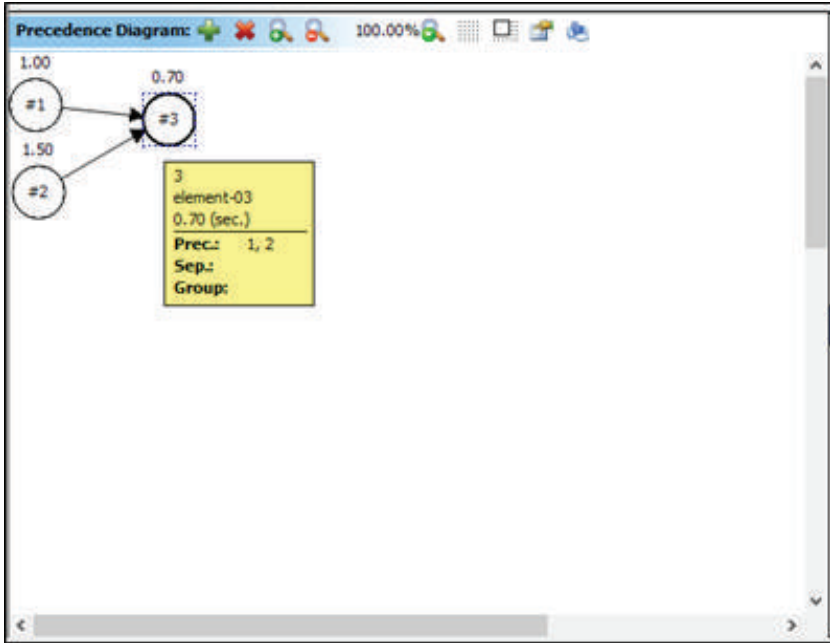 Precedence Diagram: 100.00%
1.00
0.70
#1
#3
1.50
#2
3
element-03
0.70 (sec.)
Prec.: 1, 2
Sep.:
Group: